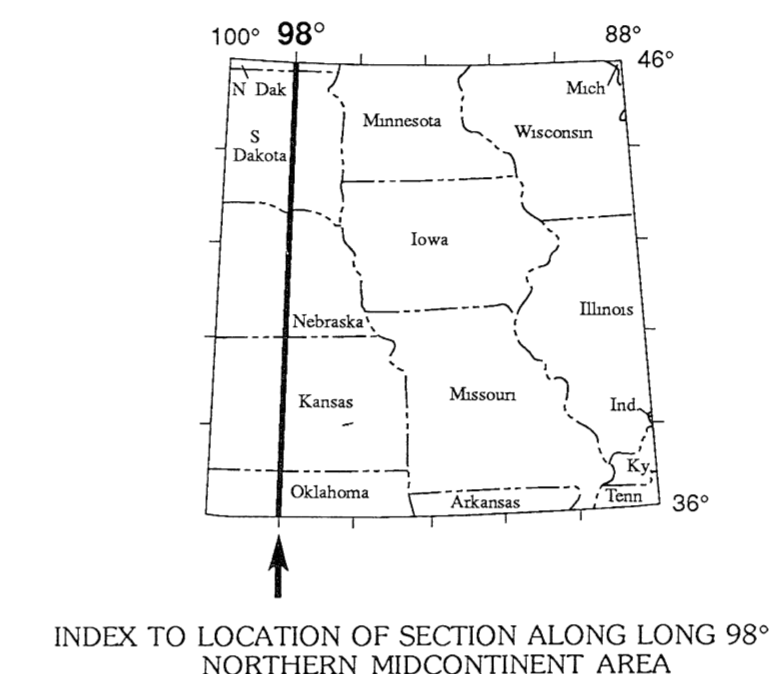 100° 98° 88°
46°
N Dak
Mich
Minnesota
Wisconsin
S
Dakota
Iowa
Illinois
Nebraska
Kansas
Missouri
Ind.
Ky.
Oklahoma
Arkansas
Tenn
36°
INDEX TO LOCATION OF SECTION ALONG LONG 98°
NORTHERN MIDCONTINENT AREA